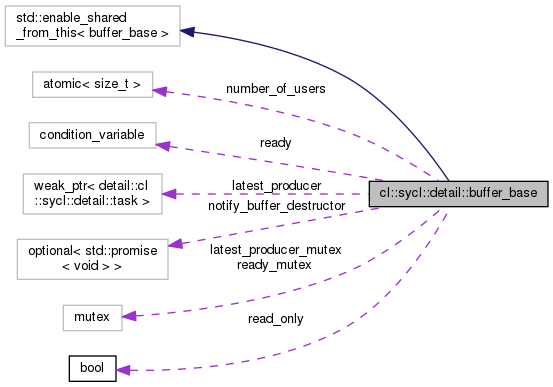 std::enable_shared
_from_this< buffer_base >
number_of_users
atomic< size_t >
ready
condition_variable
latest_producer
weak_ptr< detail::cl
::sycl::detail::task >
cl::sycl::detail::buffer_base
notify_buffer_destructor
optional< std::promise
< void > >
latest_producer_mutex
ready_mutex
mutex
read_only
bool